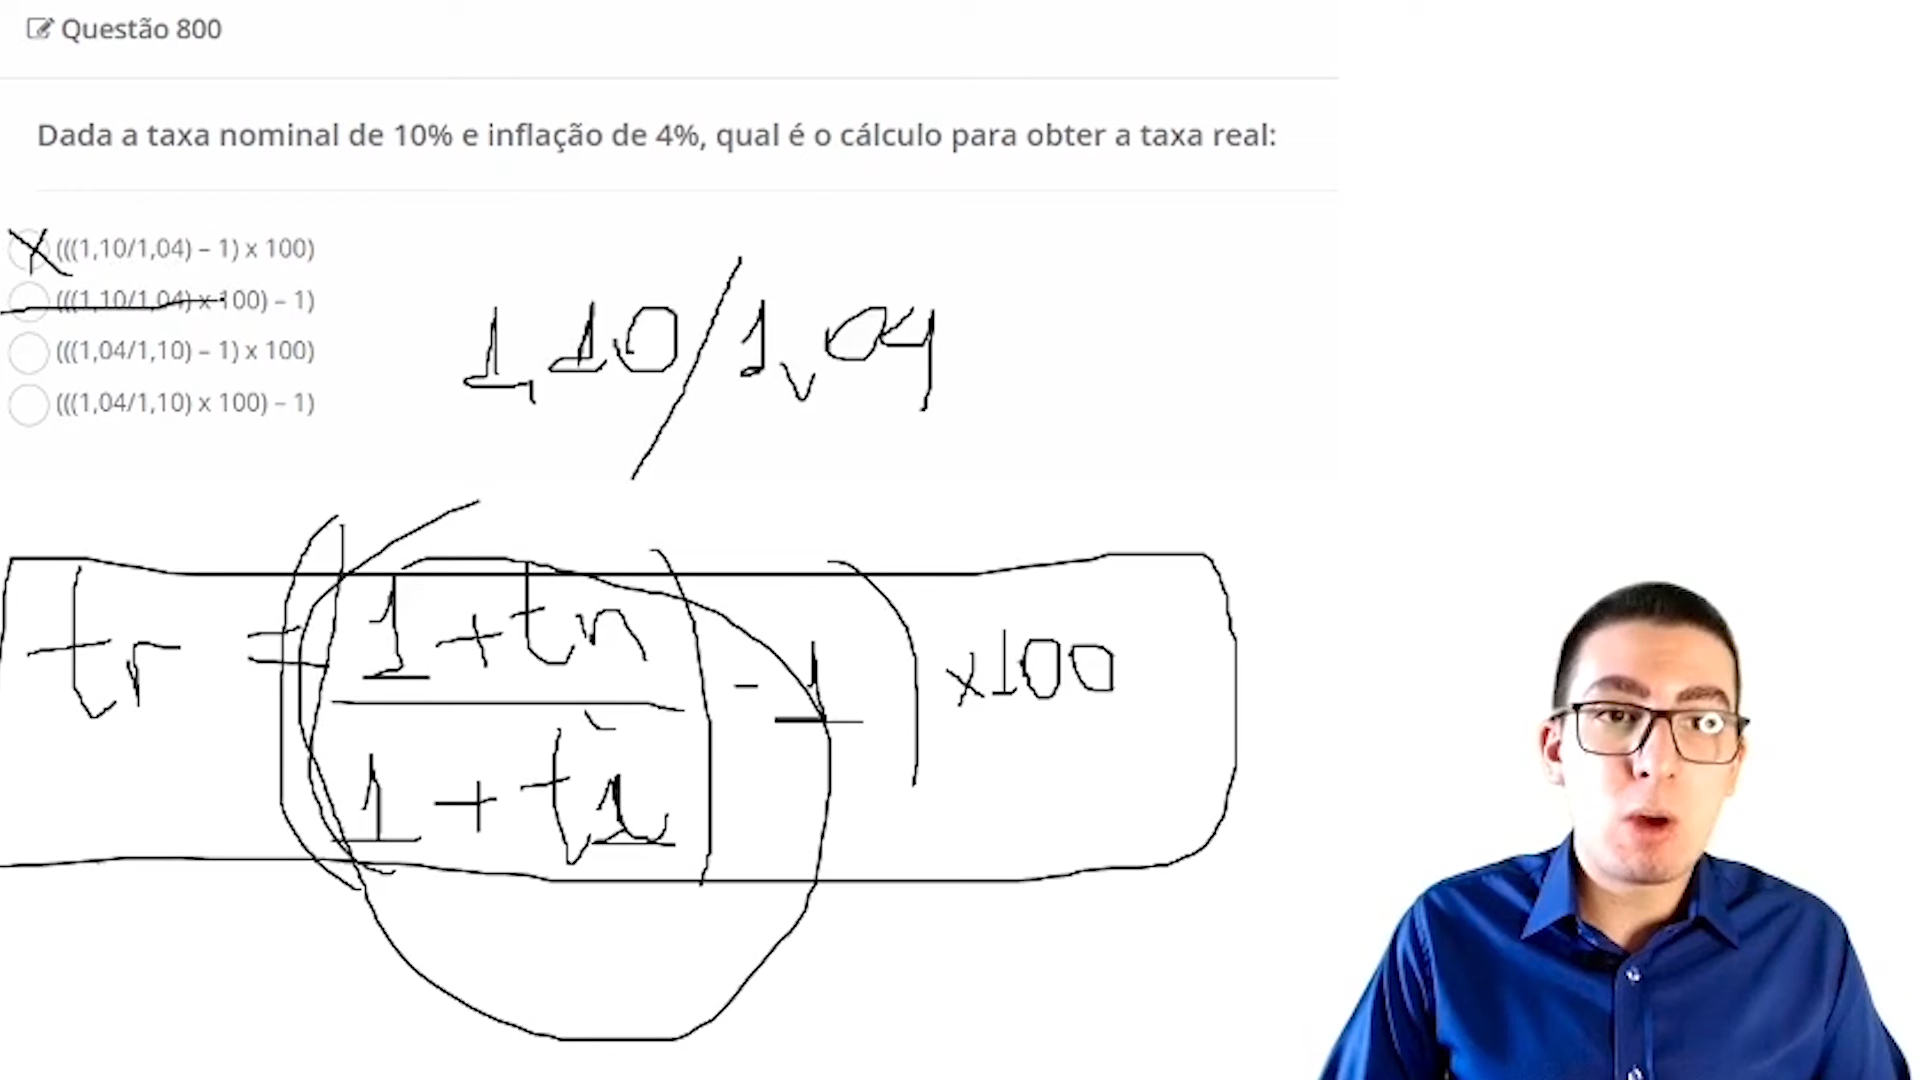 Questão 800
Dada a taxa nominal de 10% e inflação de 4%, qual é o cálculo para obter a taxa real:
(((1,10/1,04) – 1) x 100)
(((1,10/1,04) x 100) – 1)
(((1,04/1,10) – 1) x 100)
(((1,04/1,10) x 100) – 1)
1,10/1,04
tr = ((1+tn
1+ti) - 1) x100